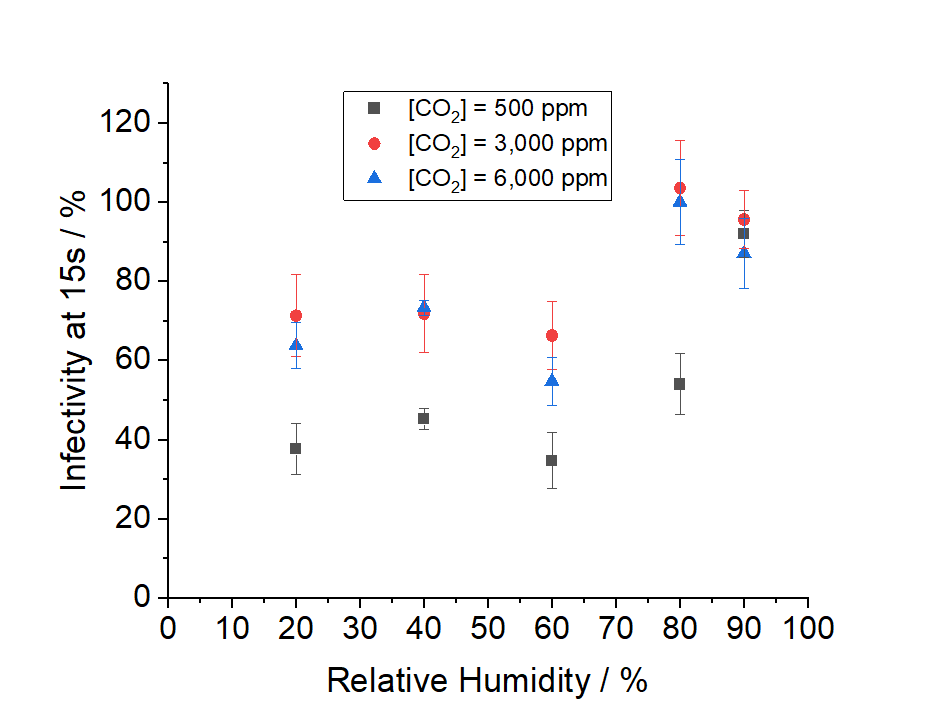 [CO₂] = 500 ppm
[CO₂] = 3,000 ppm
[CO₂] = 6,000 ppm
Infectivity at 15s / %
120
100
80
60
40
20
0
0 10 20 30 40 50 60 70 80 90 100
Relative Humidity / %